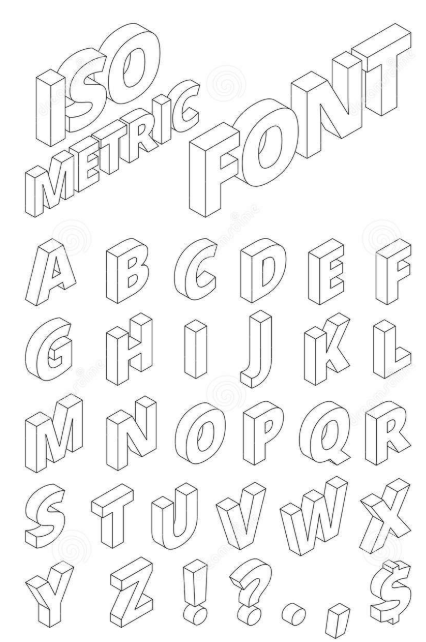 ISO
METRIC
FONT
A B C D E F
G H I J K L
M N O P Q R
S T U V W X
Y Z ! ? . , $